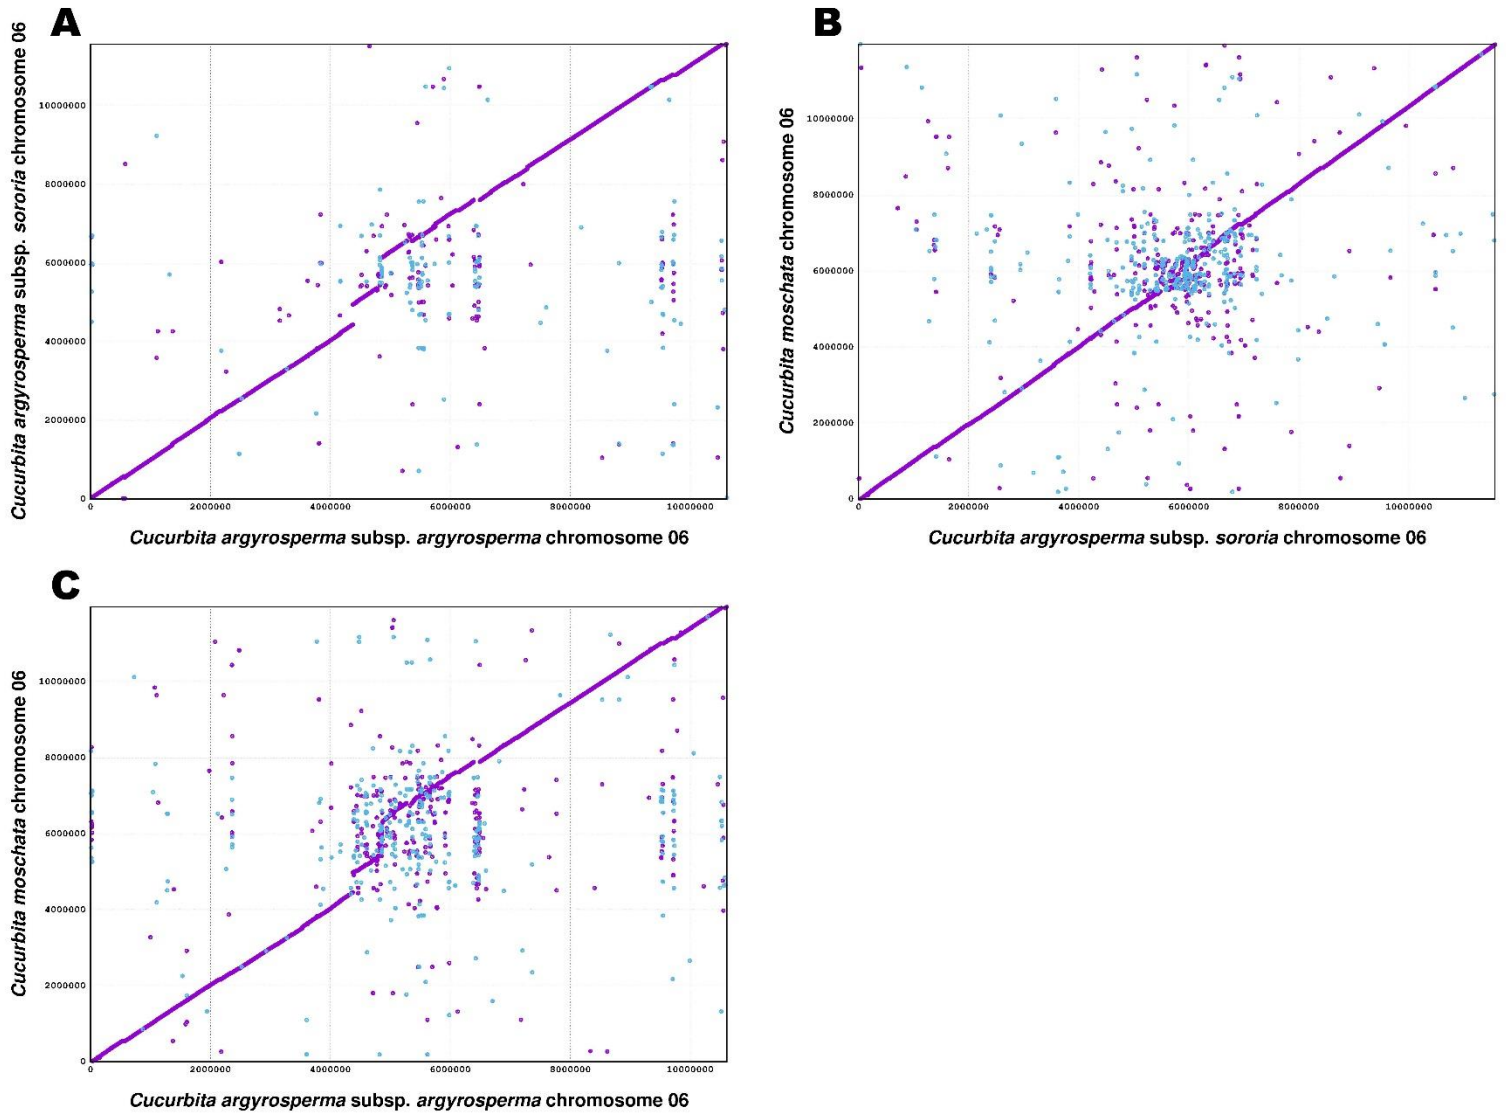 A
Cucurbita argyrosperma subsp. sororia chromosome 06
10000000
8000000
6000000
4000000
2000000
0
0 2000000 4000000 6000000 8000000 10000000
Cucurbita argyrosperma subsp. argyrosperma chromosome 06
B
Cucurbita moschata chromosome 06
10000000
8000000
6000000
4000000
2000000
0
0 2000000 4000000 6000000 8000000 10000000
Cucurbita argyrosperma subsp. sororia chromosome 06
C
Cucurbita moschata chromosome 06
10000000
8000000
6000000
4000000
2000000
0
0 2000000 4000000 6000000 8000000 10000000
Cucurbita argyrosperma subsp. argyrosperma chromosome 06